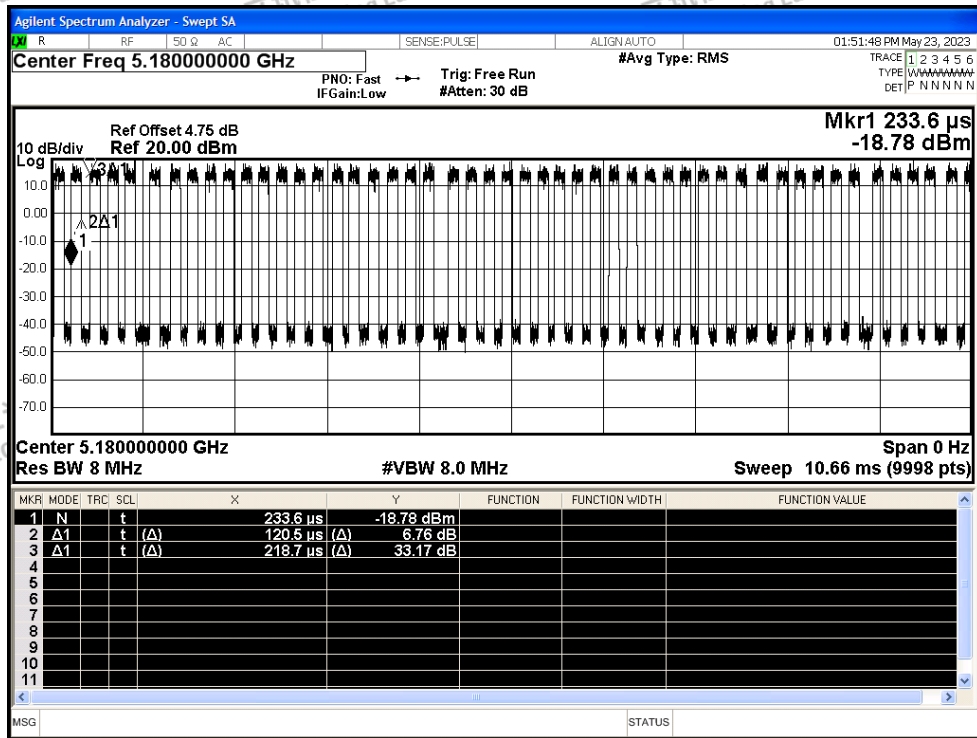 Agilent Spectrum Analyzer - Swept SA
LXI R RF 50 Ω AC SENSE:PULSE ALIGN AUTO 01:51:48 PM May 23, 2023
Center Freq 5.180000000 GHz
#Avg Type: RMS
TRACE 1 2 3 4 5 6
TYPE W
DET P N N N N N
PNO: Fast
IFGain:Low
Trig: Free Run
#Atten: 30 dB
Mkr1 233.6 µs
-18.78 dBm
Ref Offset 4.75 dB
10 dB/div Ref 20.00 dBm
Log
10.0
0.00
-10.0
-20.0
-30.0
-40.0
-50.0
-60.0
-70.0
3Δ1
2Δ1
1
Center 5.180000000 GHz Span 0 Hz
Res BW 8 MHz #VBW 8.0 MHz Sweep 10.66 ms (9998 pts)
MKR MODE TRC SCL X Y FUNCTION FUNCTION WIDTH FUNCTION VALUE
1 N t 233.6 µs -18.78 dBm
2 Δ1 t (Δ) 120.5 µs (Δ) 6.76 dB
3 Δ1 t (Δ) 218.7 µs (Δ) 33.17 dB
4
5
6
7
8
9
10
11
MSG STATUS